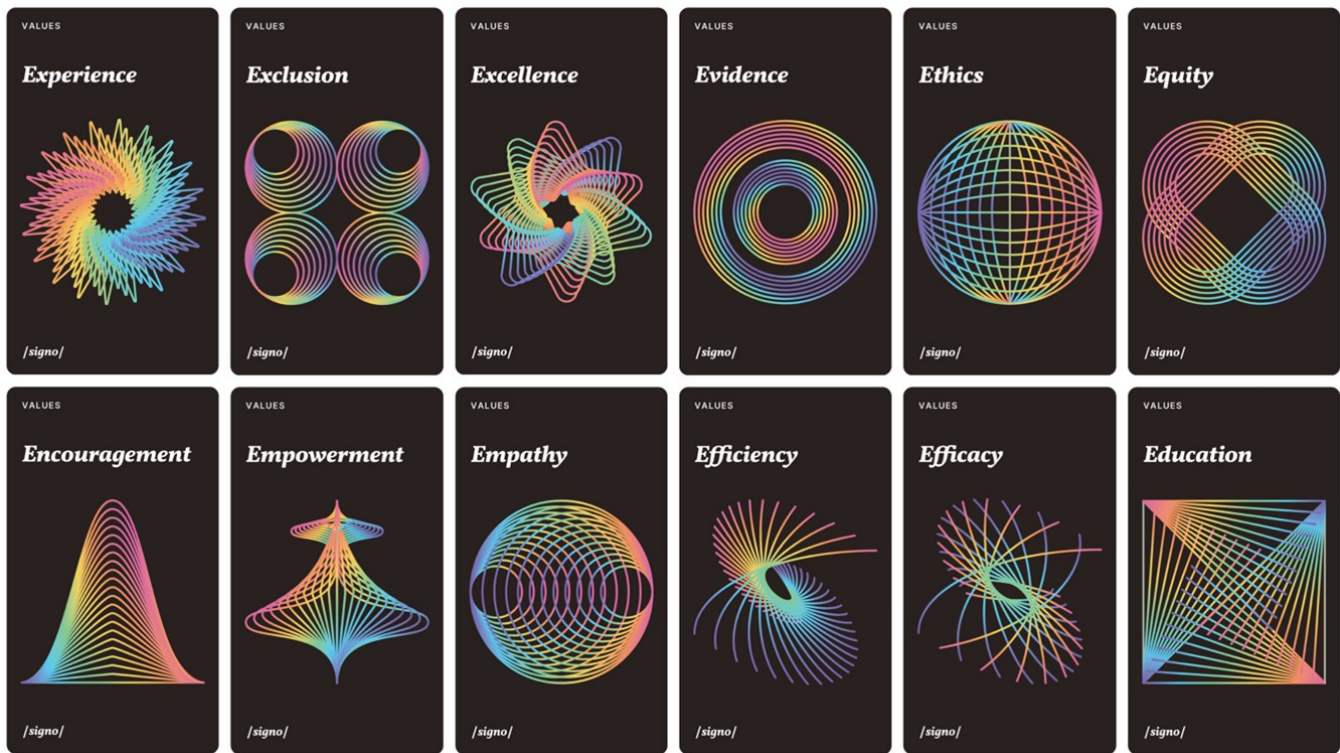 VALUES
Experience
/signo/
VALUES
Exclusion
/signo/
VALUES
Excellence
/signo/
VALUES
Evidence
/signo/
VALUES
Ethics
/signo/
VALUES
Equity
/signo/
VALUES
Encouragement
/signo/
VALUES
Empowerment
/signo/
VALUES
Empathy
/signo/
VALUES
Efficiency
/signo/
VALUES
Efficacy
/signo/
VALUES
Education
/signo/